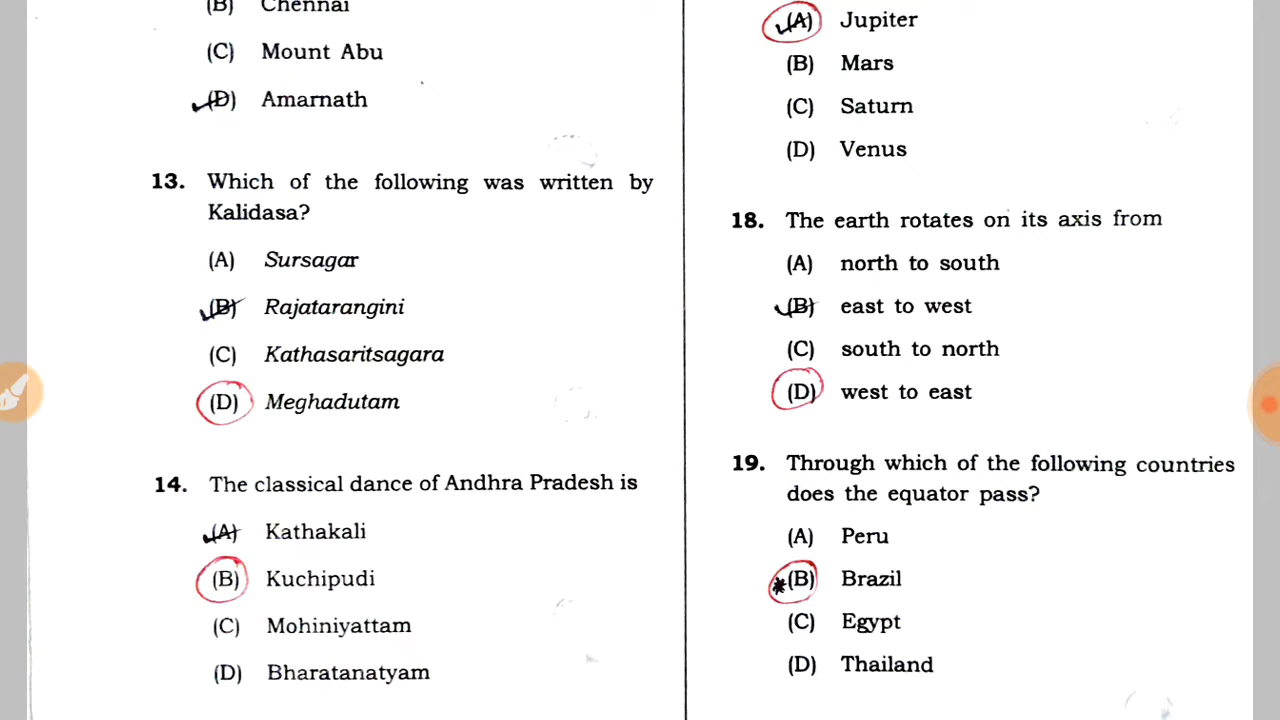 (B) Chennai
(C) Mount Abu
(D) Amarnath
13. Which of the following was written by
Kalidasa?
(A) Sursagar
(B) Rajatarangini
(C) Kathasaritsagara
(D) Meghadutam
14. The classical dance of Andhra Pradesh is
(A) Kathakali
(B) Kuchipudi
(C) Mohiniyattam
(D) Bharatanatyam
(A) Jupiter
(B) Mars
(C) Saturn
(D) Venus
18. The earth rotates on its axis from
(A) north to south
(B) east to west
(C) south to north
(D) west to east
19. Through which of the following countries
does the equator pass?
(A) Peru
(B) Brazil
(C) Egypt
(D) Thailand